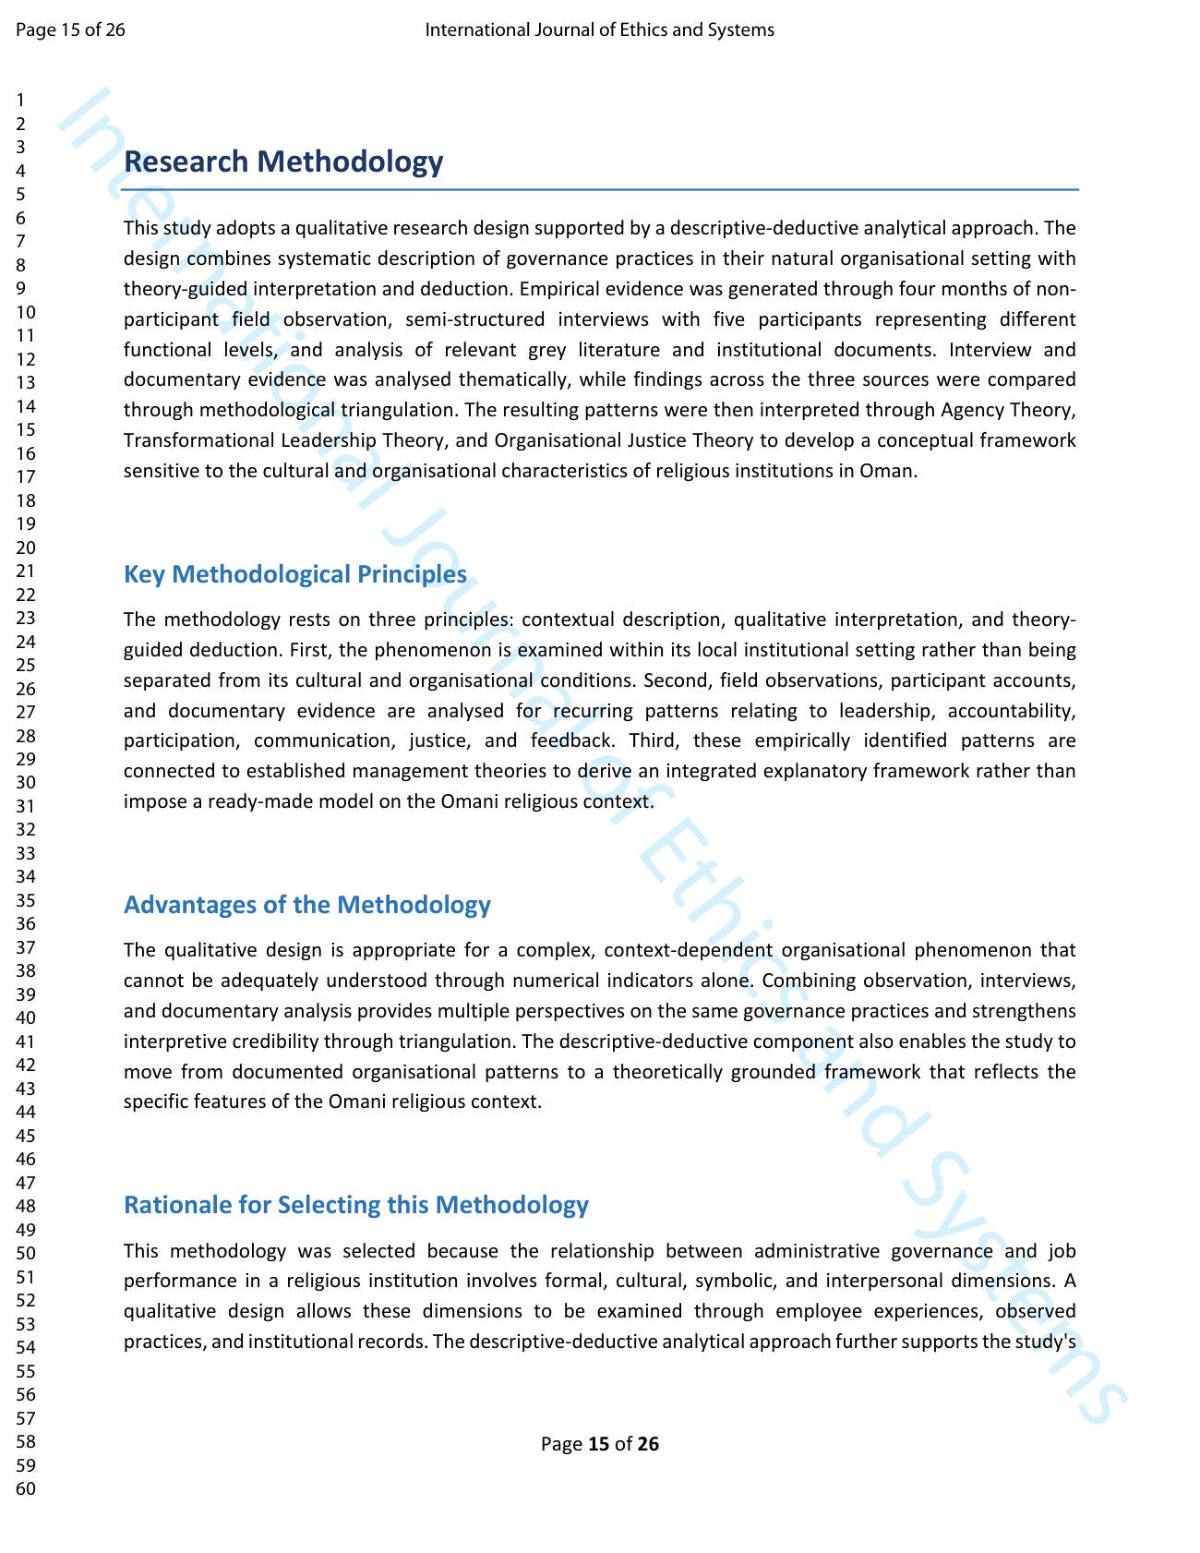 Page 15 of 26
International Journal of Ethics and Systems
1
2
3
4
5
6
7
8
9
10
11
12
13
14
15
16
17
18
19
20
21
22
23
24
25
26
27
28
29
30
31
32
33
34
35
36
37
38
39
40
41
42
43
44
45
46
47
48
49
50
51
52
53
54
55
56
57
58
59
60
International Journal of Ethics and Systems
Research Methodology
This study adopts a qualitative research design supported by a descriptive-deductive analytical approach. The
design combines systematic description of governance practices in their natural organisational setting with
theory-guided interpretation and deduction. Empirical evidence was generated through four months of non-
participant field observation, semi-structured interviews with five participants representing different
functional levels, and analysis of relevant grey literature and institutional documents. Interview and
documentary evidence was analysed thematically, while findings across the three sources were compared
through methodological triangulation. The resulting patterns were then interpreted through Agency Theory,
Transformational Leadership Theory, and Organisational Justice Theory to develop a conceptual framework
sensitive to the cultural and organisational characteristics of religious institutions in Oman.
Key Methodological Principles
The methodology rests on three principles: contextual description, qualitative interpretation, and theory-
guided deduction. First, the phenomenon is examined within its local institutional setting rather than being
separated from its cultural and organisational conditions. Second, field observations, participant accounts,
and documentary evidence are analysed for recurring patterns relating to leadership, accountability,
participation, communication, justice, and feedback. Third, these empirically identified patterns are
connected to established management theories to derive an integrated explanatory framework rather than
impose a ready-made model on the Omani religious context.
Advantages of the Methodology
The qualitative design is appropriate for a complex, context-dependent organisational phenomenon that
cannot be adequately understood through numerical indicators alone. Combining observation, interviews,
and documentary analysis provides multiple perspectives on the same governance practices and strengthens
interpretive credibility through triangulation. The descriptive-deductive component also enables the study to
move from documented organisational patterns to a theoretically grounded framework that reflects the
specific features of the Omani religious context.
Rationale for Selecting this Methodology
This methodology was selected because the relationship between administrative governance and job
performance in a religious institution involves formal, cultural, symbolic, and interpersonal dimensions. A
qualitative design allows these dimensions to be examined through employee experiences, observed
practices, and institutional records. The descriptive-deductive analytical approach further supports the study's
Page 15 of 26